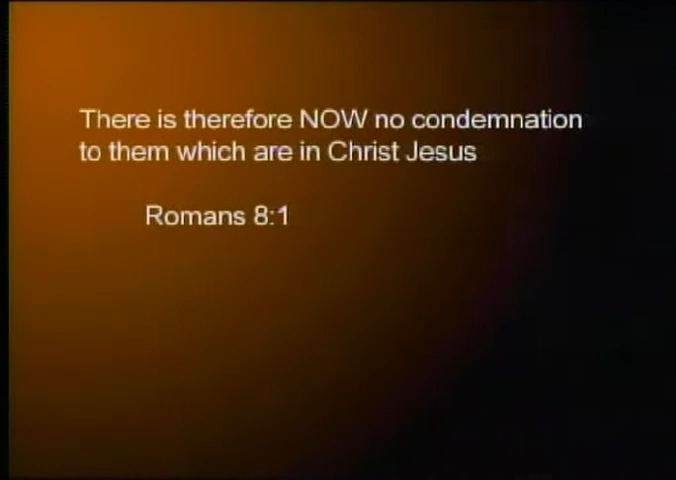 There is therefore NOW no condemnation
to them which are in Christ Jesus
Romans 8:1